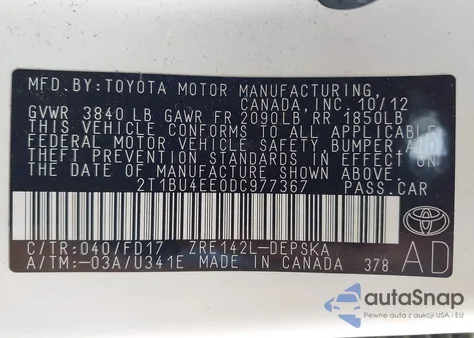 MFD.BY:TOYOTA MOTOR MANUFACTURING,
CANADA,INC. 10/12
GVWR 3840 LB GAWR FR 2090LB RR 1850LB
THIS VEHICLE CONFORMS TO ALL APPLICABLE
FEDERAL MOTOR VEHICLE SAFETY, BUMPER,AND
THEFT PREVENTION STANDARDS IN EFFECT ON
THE DATE OF MANUFACTURE SHOWN ABOVE.
2T1BU4EE0DC977367 PASS.CAR
C/TR:040/FD17 ZRE142L-DEPSKA
A/TM:-03A/U341E MADE IN CANADA 378
AD
autoSnap
Pewne auta z aukcji USA i EU